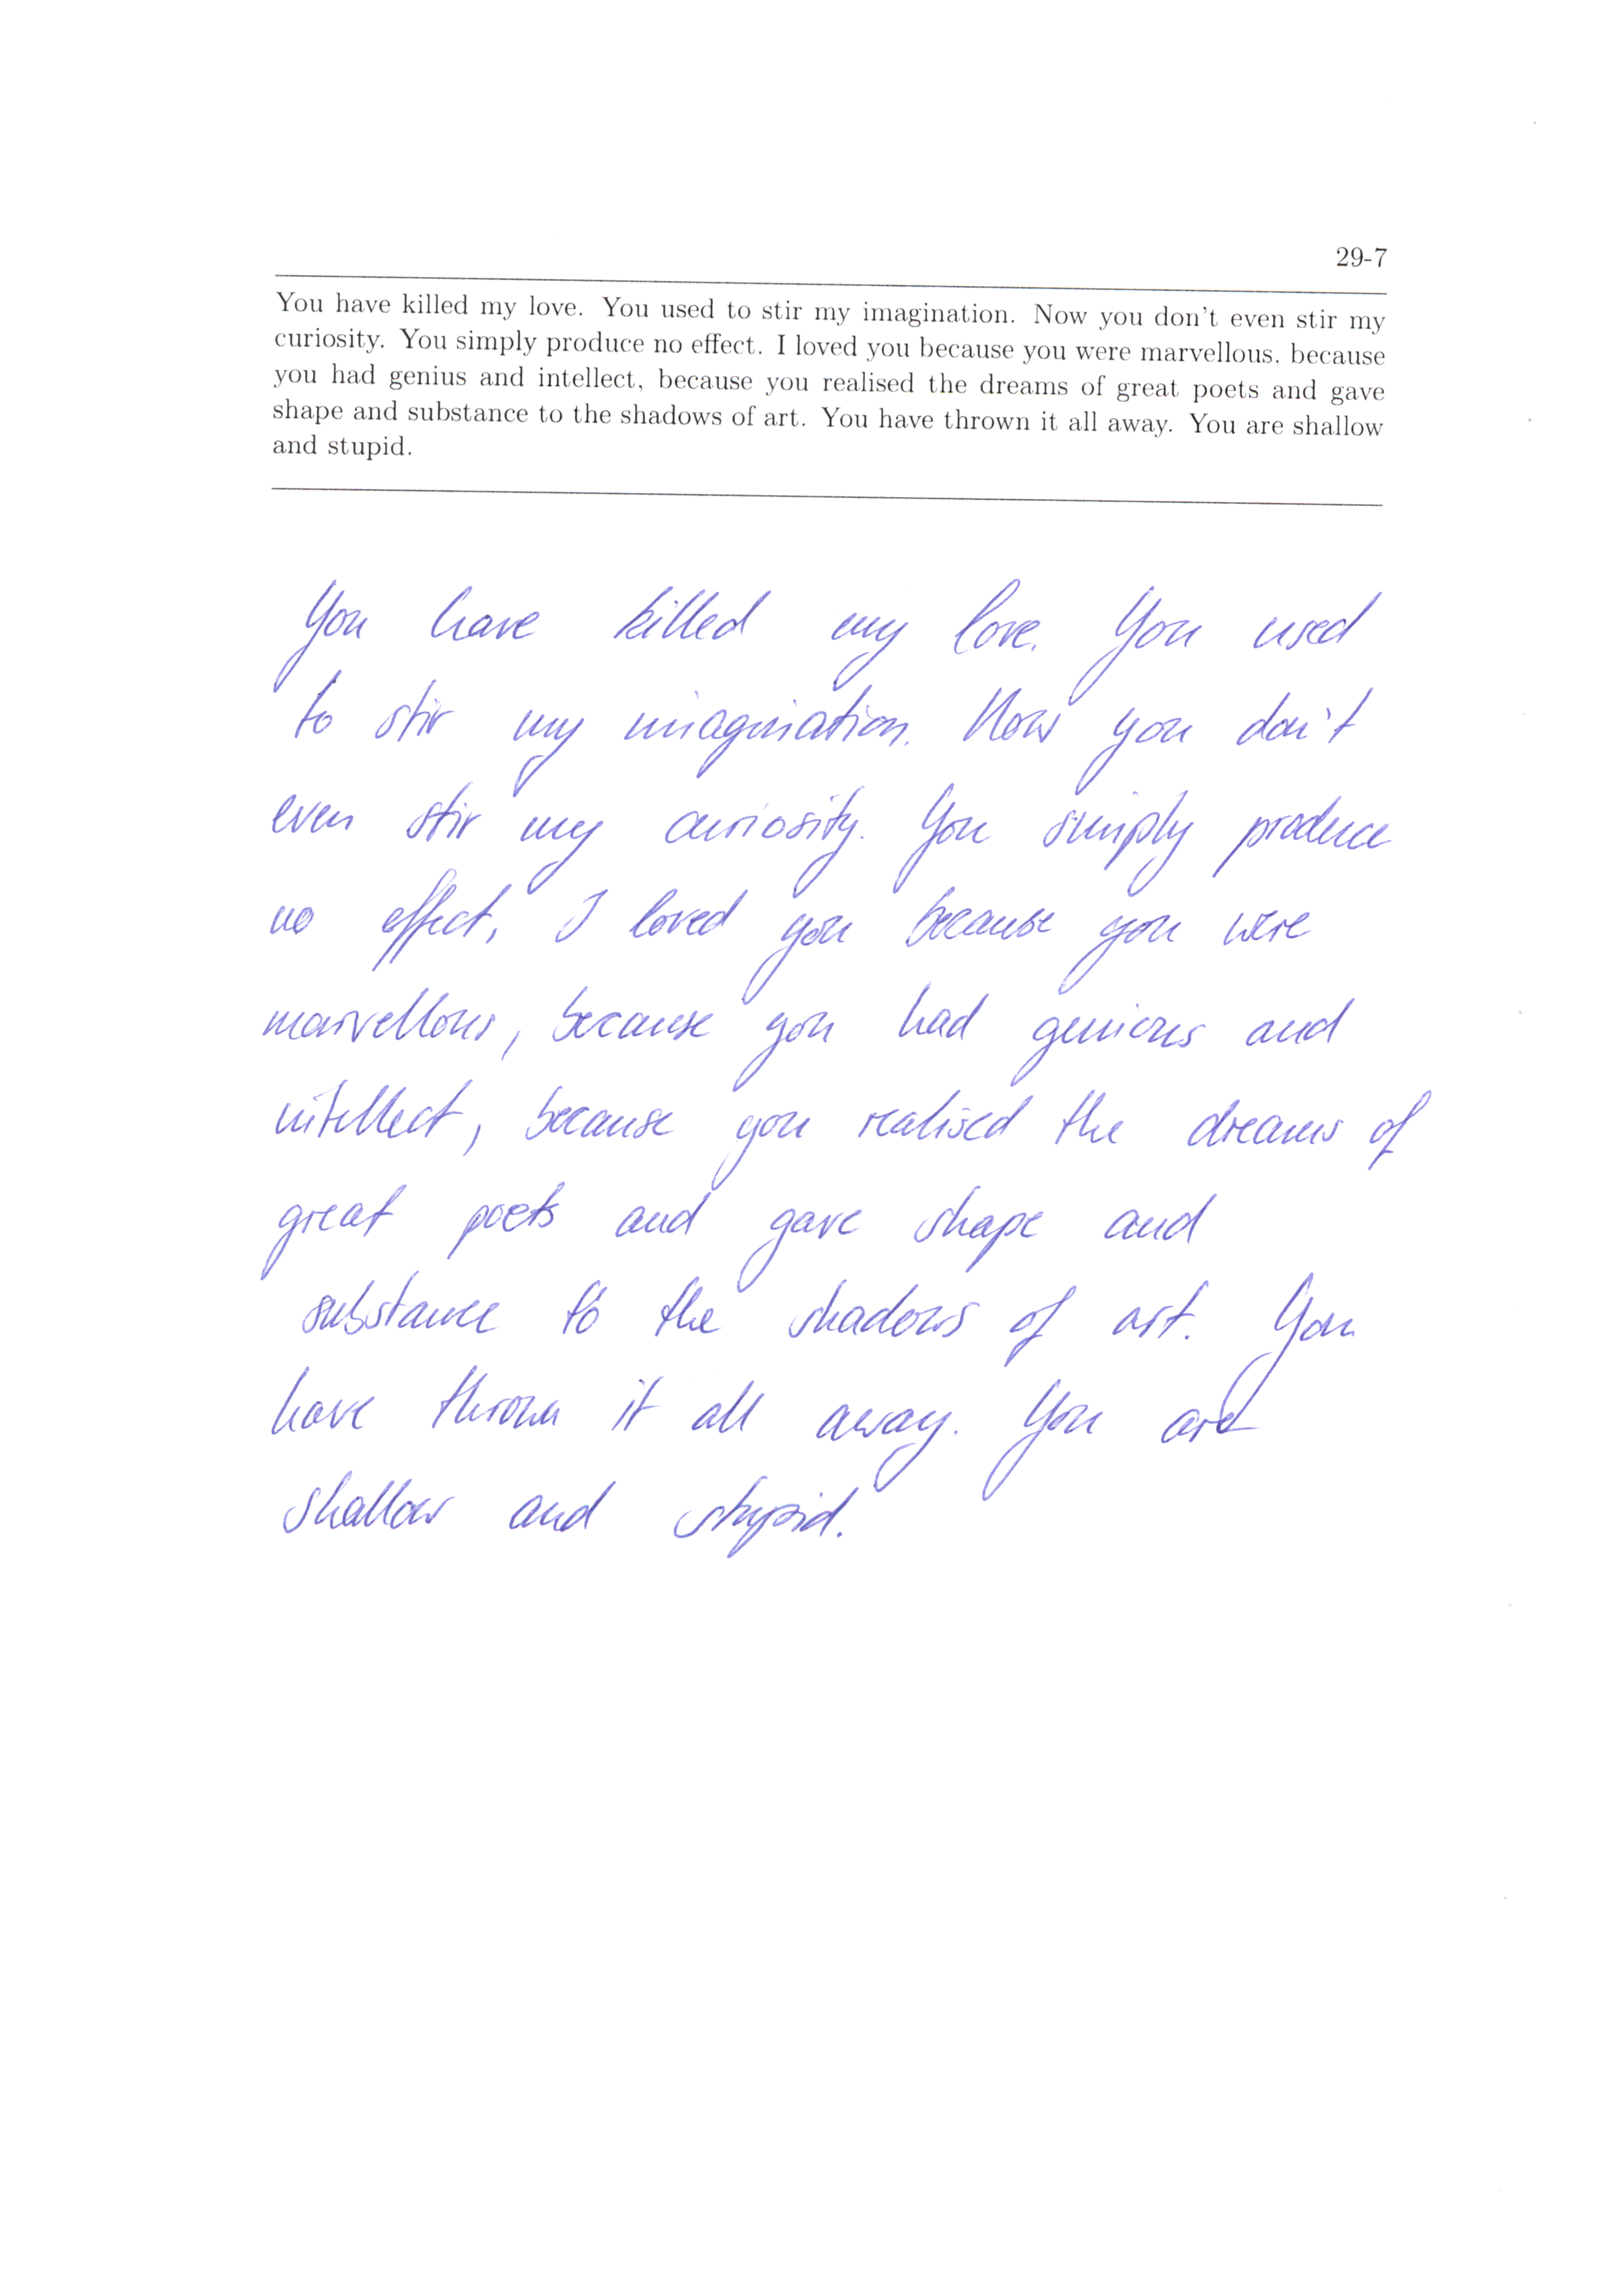 29-7
You have killed my love. You used to stir my imagination. Now you don't even stir my
curiosity. You simply produce no effect. I loved you because you were marvellous, because
you had genius and intellect, because you realised the dreams of great poets and gave
shape and substance to the shadows of art. You have thrown it all away. You are shallow
and stupid.
You have killed my love. You used
to stir my imagination. Now you don't
even stir my curiosity. You simply produce
no effect, I loved you because you were
marvellous, because you had genious and
intellect, because you realised the dreams of
great poets and gave shape and
substance to the shadows of art. You
have thrown it all away. You are
shallow and stupid.